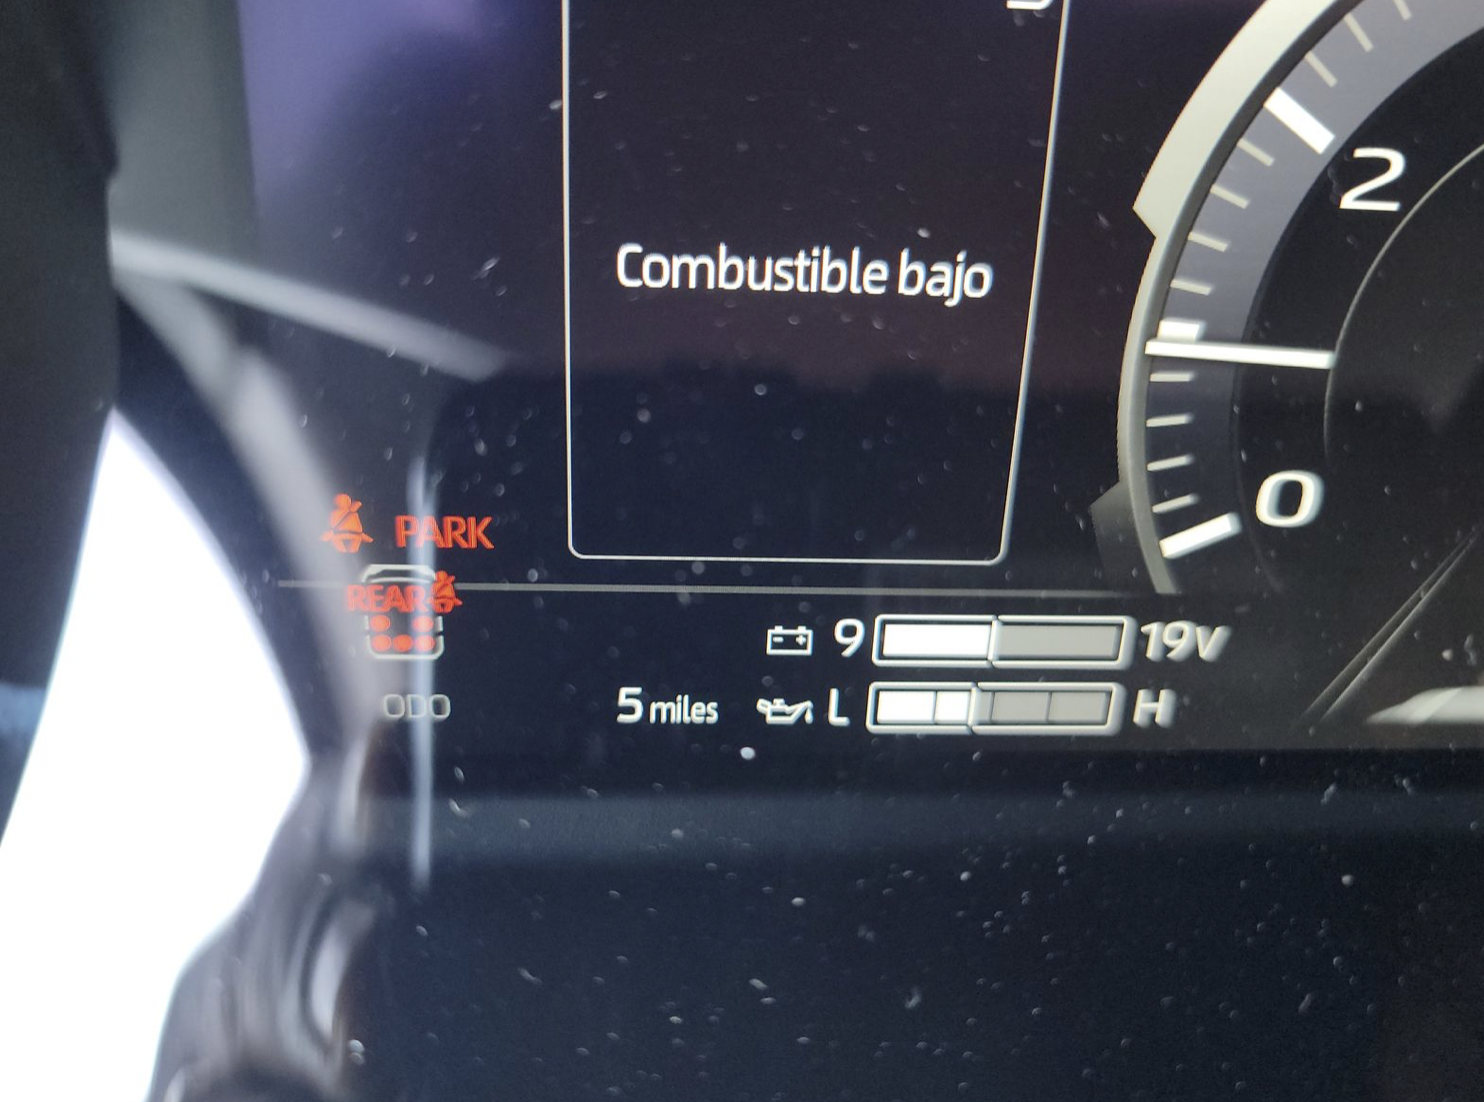 Combustible bajo
2
0
PARK
REAR
9 19V
ODO 5 miles L H